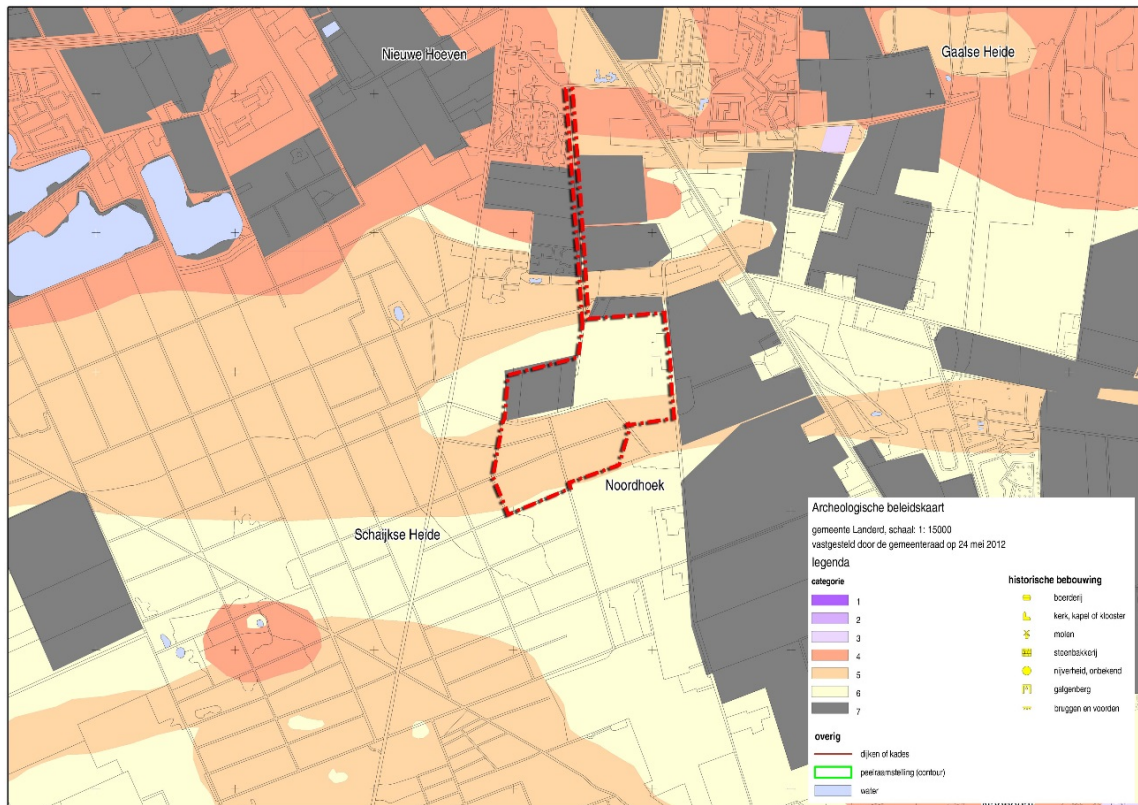 Nieuwe Hoeven
Gaalse Heide
Noordhoek
Schaijkse Heide
Archeologische beleidskaart
gemeente Landerd, schaal: 1: 15000
vastgesteld door de gemeenteraad op 24 mei 2012
legenda
categorie
1
2
3
4
5
6
7
historische bebouwing
boerderij
kerk, kapel of klooster
molen
steenbakkerij
nijverheid, onbekend
galgenberg
bruggen en voorden
overig
dijken of kades
peelraamstelling (contour)
water